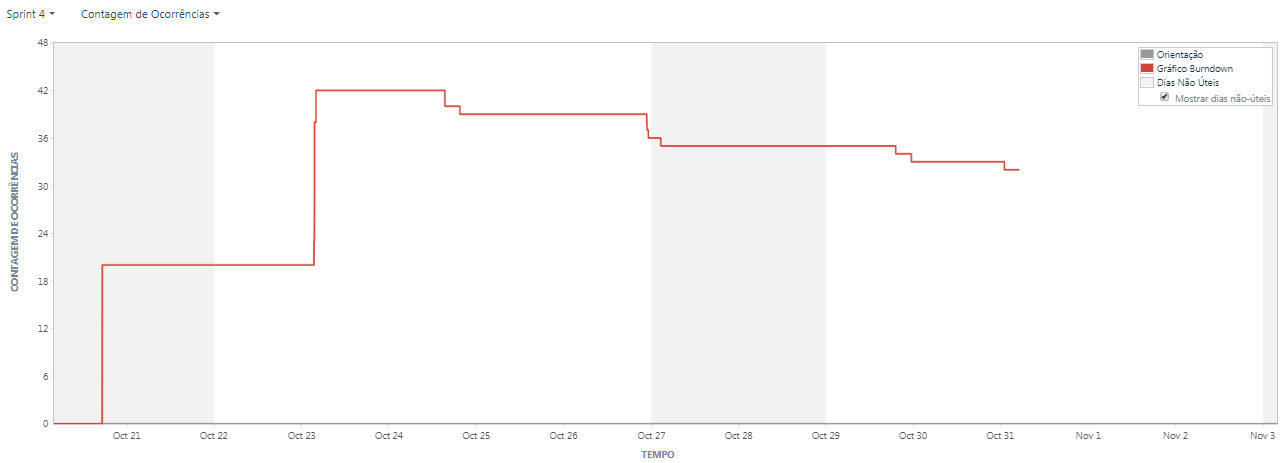 Sprint 4 Contagem de Ocorrências
48
42
36
30
24
18
12
6
0
CONTAGEM DE OCORRÊNCIAS
Orientação
Gráfico Burndown
Dias Não Úteis
Mostrar dias não-úteis
Oct 21 Oct 22 Oct 23 Oct 24 Oct 25 Oct 26 Oct 27 Oct 28 Oct 29 Oct 30 Oct 31 Nov 1 Nov 2 Nov 3
TEMPO